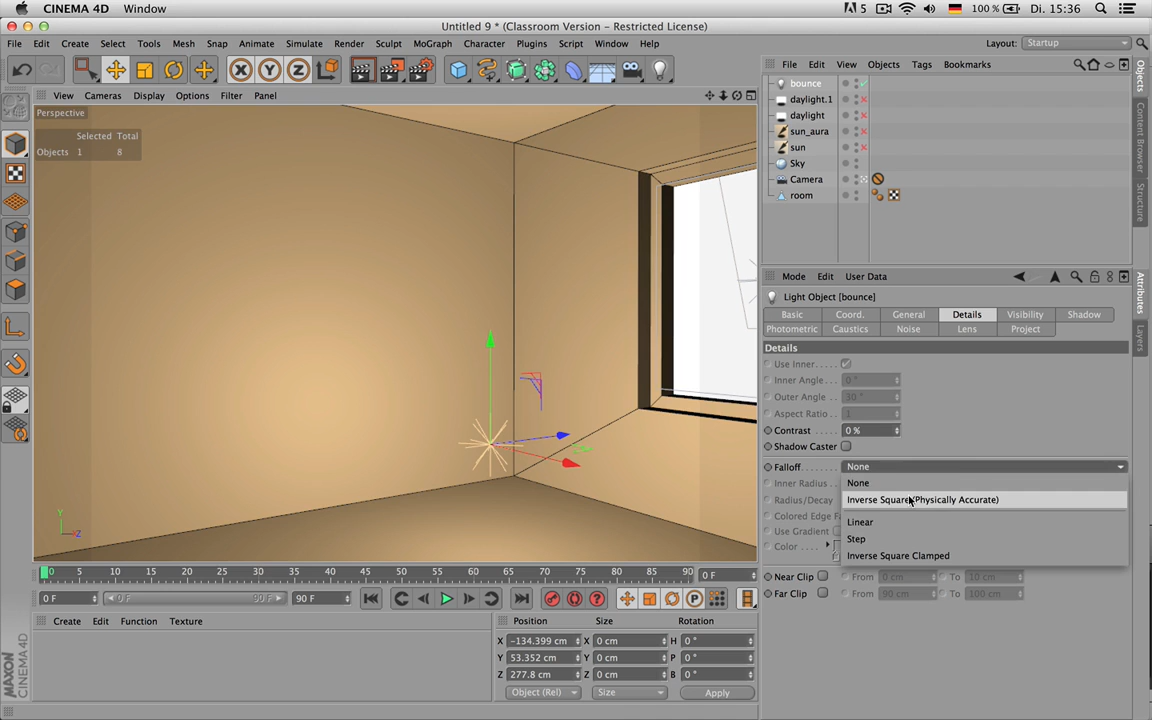 CINEMA 4D Window
5 100 % Di. 15:36
Untitled 9 * (Classroom Version - Restricted License)
File Edit Create Select Tools Mesh Snap Animate Simulate Render Sculpt MoGraph Character Plugins Script Window Help
Layout: Startup
View Cameras Display Options Filter Panel
Perspective
Selected Total
Objects 1 8
File Edit View Objects Tags Bookmarks
bounce
daylight.1
daylight
sun_aura
sun
Sky
Camera
room
Objects
Content Browser
Structure
Mode Edit User Data
Light Object [bounce]
Basic Coord. General Details Visibility Shadow
Photometric Caustics Noise Lens Project
Details
Use Inner
Inner Angle 0 °
Outer Angle 30 °
Aspect Ratio 1
Contrast 0 %
Shadow Caster
Falloff None
Inner Radius None
Radius/Decay Inverse Square (Physically Accurate)
Colored Edge F Linear
Use Gradient Step
Color Inverse Square Clamped
Near Clip From 0 cm To 10 cm
Far Clip From 90 cm To 100 cm
Attributes
Layers
Y
Z
0 5 10 15 20 25 30 35 40 45 50 55 60 65 70 75 80 85 90 0 F
0 F 0 F 90 F 90 F
Create Edit Function Texture
Position Size Rotation
X -134.399 cm X 0 cm H 0 °
Y 53.352 cm Y 0 cm P 0 °
Z 277.8 cm Z 0 cm B 0 °
Object (Rel) Size Apply
MAXON
CINEMA 4D